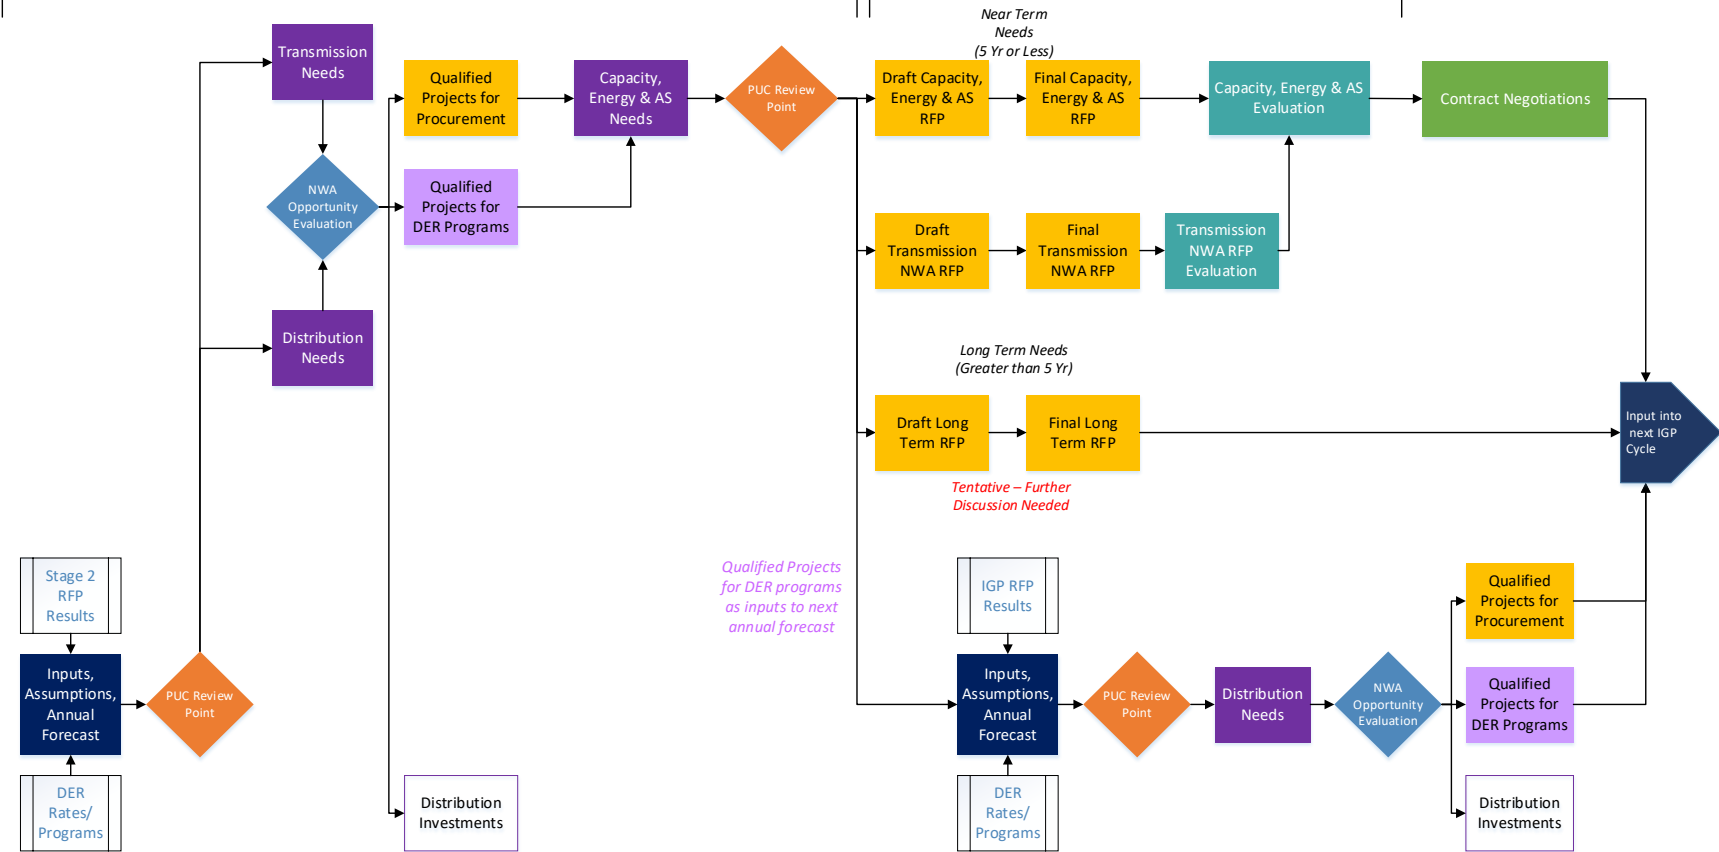 Near Term
Needs
(5 Yr or Less)
Transmission
Needs
Qualified
Projects for
Procurement
Capacity,
Energy & AS
Needs
PUC Review
Point
Draft Capacity,
Energy & AS
RFP
Final Capacity,
Energy & AS
RFP
Capacity, Energy & AS
Evaluation
Contract Negotiations
NWA
Opportunity
Evaluation
Qualified
Projects for
DER Programs
Draft
Transmission
NWA RFP
Final
Transmission
NWA RFP
Transmission
NWA RFP
Evaluation
Distribution
Needs
Long Term Needs
(Greater than 5 Yr)
Draft Long
Term RFP
Final Long
Term RFP
Input into
next IGP
Cycle
Tentative – Further
Discussion Needed
Stage 2
RFP
Results
Qualified Projects
for DER programs
as inputs to next
annual forecast
IGP RFP
Results
Qualified
Projects for
Procurement
Inputs,
Assumptions,
Annual
Forecast
PUC Review
Point
Inputs,
Assumptions,
Annual
Forecast
PUC Review
Point
Distribution
Needs
NWA
Opportunity
Evaluation
Qualified
Projects for
DER Programs
DER
Rates/
Programs
Distribution
Investments
DER
Rates/
Programs
Distribution
Investments